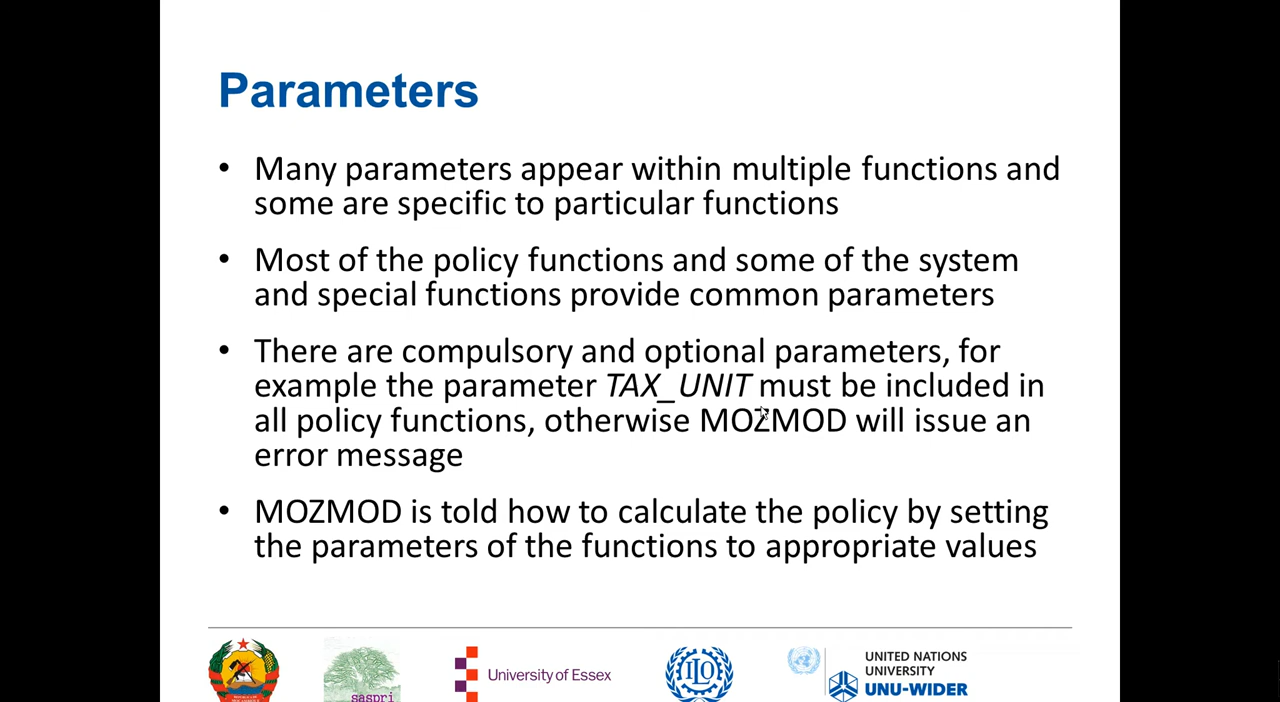 Parameters
• Many parameters appear within multiple functions and
some are specific to particular functions
• Most of the policy functions and some of the system
and special functions provide common parameters
• There are compulsory and optional parameters, for
example the parameter TAX_UNIT must be included in
all policy functions, otherwise MOZMOD will issue an
error message
• MOZMOD is told how to calculate the policy by setting
the parameters of the functions to appropriate values
saspri
University of Essex
ILO
UNITED NATIONS
UNIVERSITY
UNU-WIDER